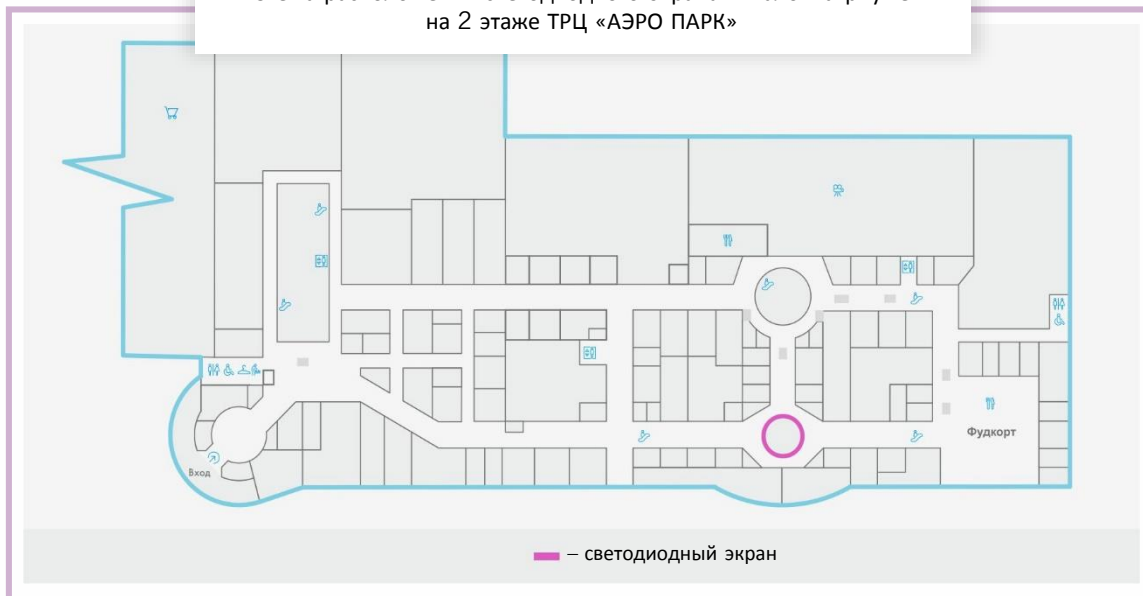 на 2 этаже ТРЦ «АЭРО ПАРК»
Вход
Фудкорт
– светодиодный экран